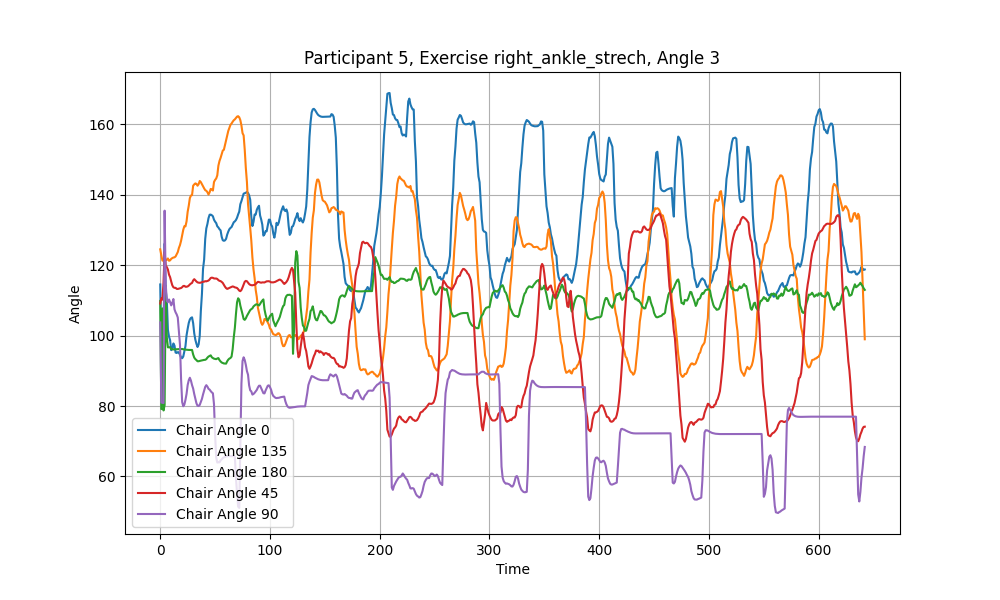 Participant 5, Exercise right_ankle_strech, Angle 3
Angle
160
140
120
100
80
60
Chair Angle 0
Chair Angle 135
Chair Angle 180
Chair Angle 45
Chair Angle 90
0 100 200 300 400 500 600
Time